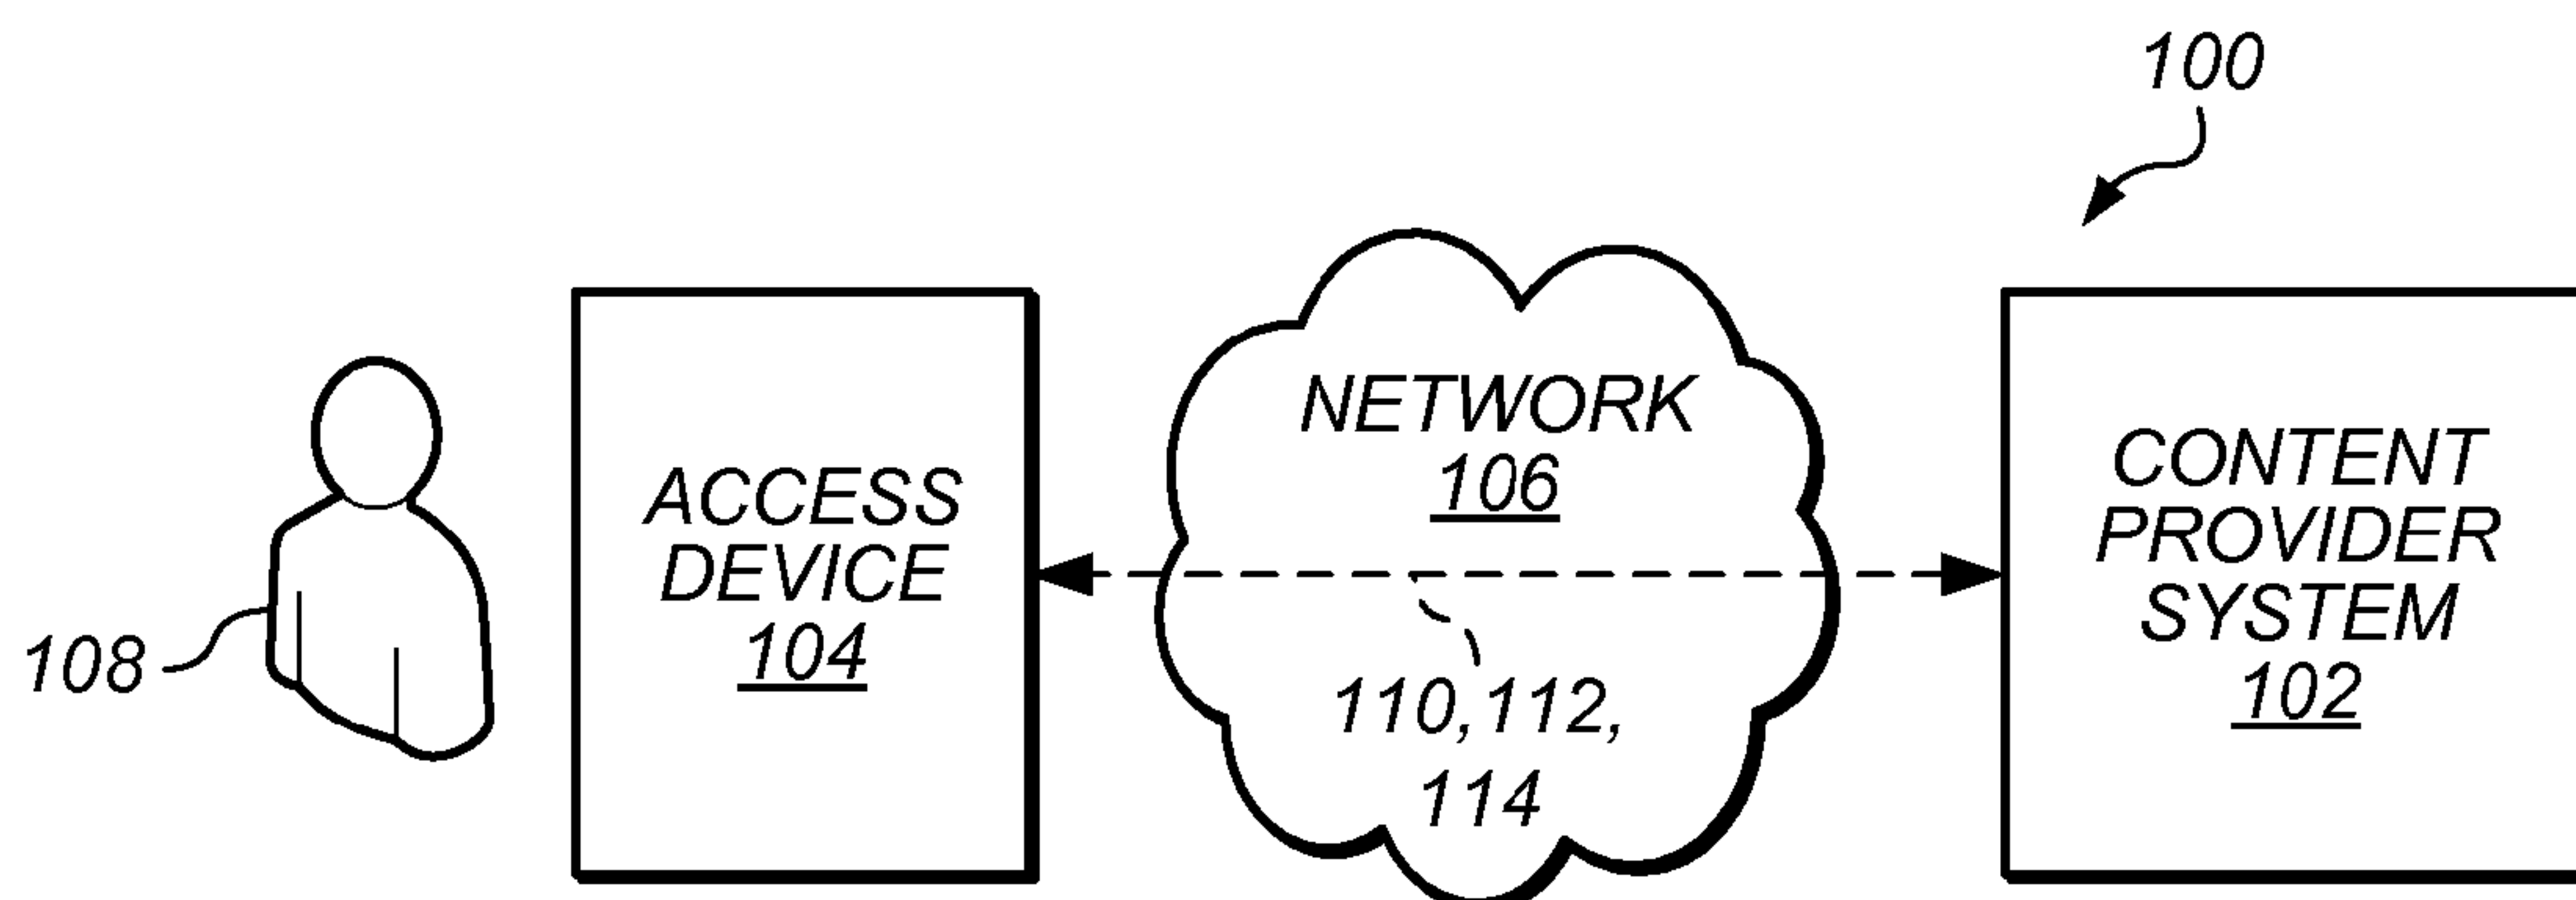 100
NETWORK
106
ACCESS
DEVICE
104
CONTENT
PROVIDER
SYSTEM
102
108
110, 112,
114